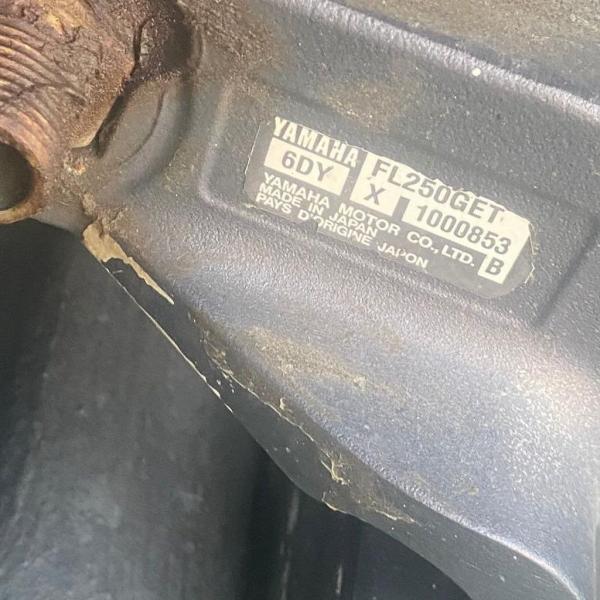 YAMAHA FL250GET
6DY X 1000853
YAMAHA MOTOR CO., LTD. B
MADE IN JAPAN
PAYS D'ORIGINE JAPON